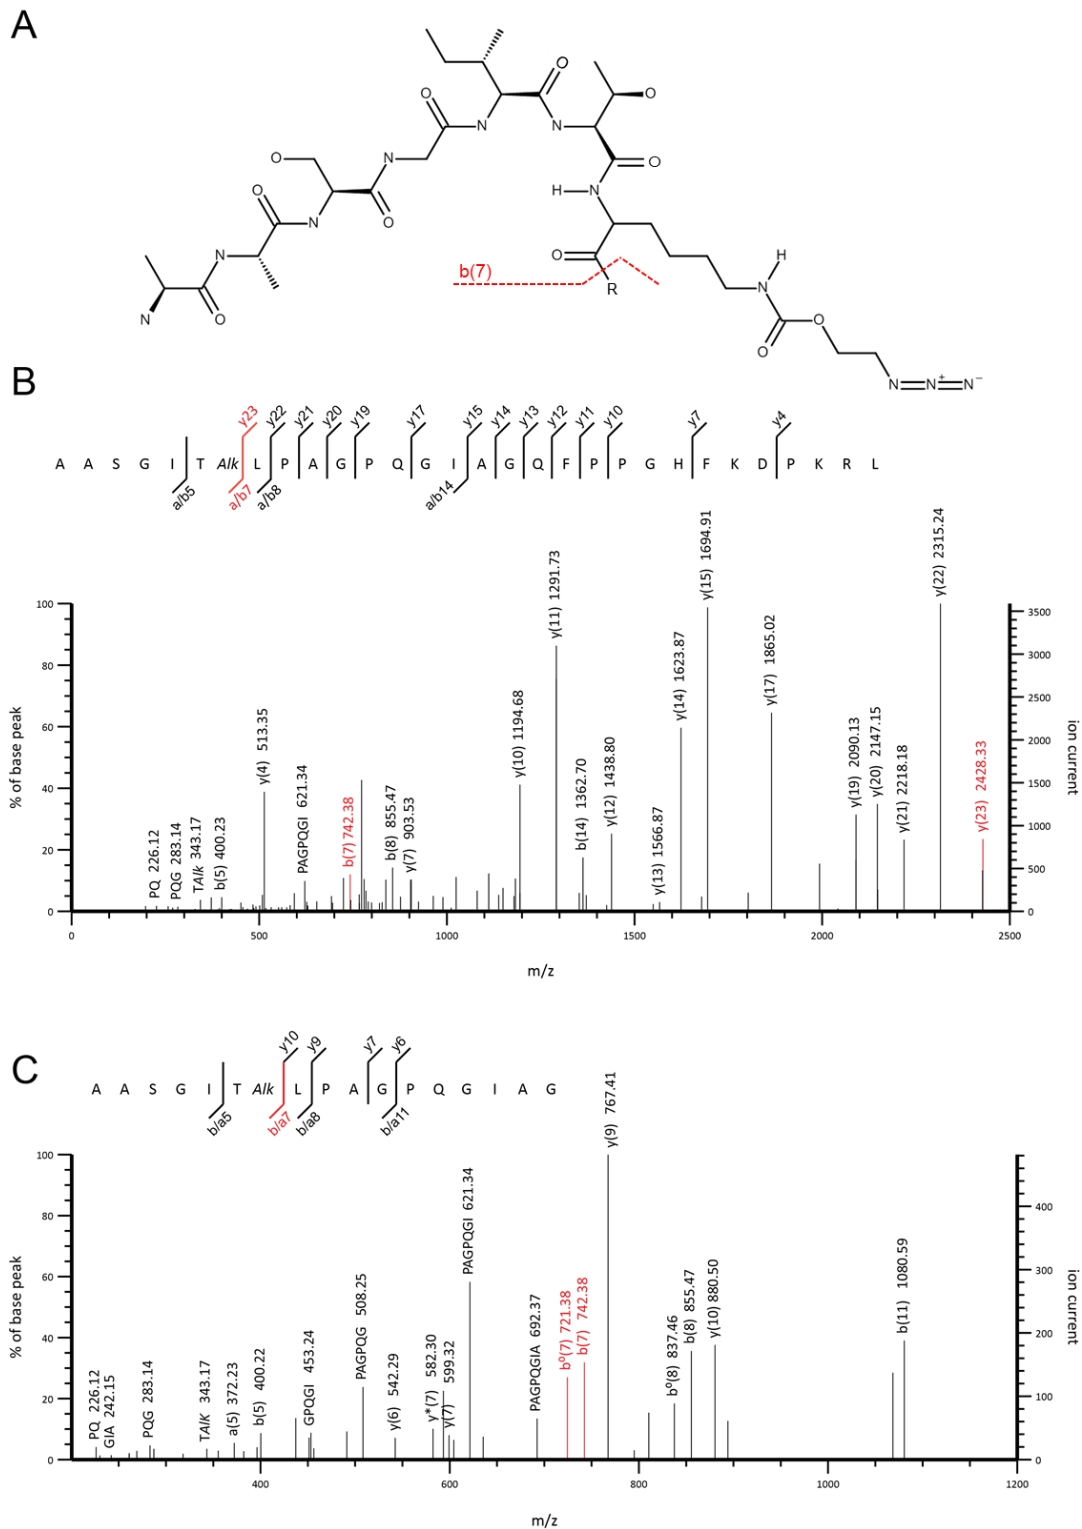 A
O
O
N
N
O
O
N
H N
O
O
N
O
O
N
H
N
O
R
N
O
N
O
O
N N+ N−
b(7)
B
y23 y22 y21 y20 y19 y17 y15 y14 y13 y12 y11 y10 y7 y4
A A S G I T Alk L P A G P Q G I A G Q F P P G H F K D P K R L
a/b5 a/b7 a/b8 a/b14
% of base peak
100
80
60
40
20
0
PQ 226.12
PQG 283.14
TAlk 343.17
b(5) 400.23
y(4) 513.35
PAGPQGI 621.34
b(7) 742.38
b(8) 855.47
y(7) 903.53
y(10) 1194.68
y(11) 1291.73
b(14) 1362.70
y(12) 1438.80
y(13) 1566.87
y(14) 1623.87
y(15) 1694.91
y(17) 1865.02
y(19) 2090.13
y(20) 2147.15
y(21) 2218.18
y(22) 2315.24
y(23) 2428.33
3500
3000
2500
2000
1500
1000
500
0
ion current
0 500 1000 1500 2000 2500
m/z
C
y10 y9 y7 y6
A A S G I T Alk L P A G P Q G I A G
b/a5 b/a7 b/a8 b/a11
% of base peak
100
80
60
40
20
0
PQ 226.12
GIA 242.15
PQG 283.14
TAlK 343.17
a(5) 372.23
b(5) 400.22
GPQGI 453.24
PAGPQG 508.25
y(6) 542.29
y*(7) 582.30
y(7) 599.32
PAGPQGI 621.34
PAGPQGIA 692.37
b⁰(7) 721.38
b(7) 742.38
y(9) 767.41
b⁰(8) 837.46
b(8) 855.47
y(10) 880.50
b(11) 1080.59
400
300
200
100
0
ion current
400 600 800 1000 1200
m/z